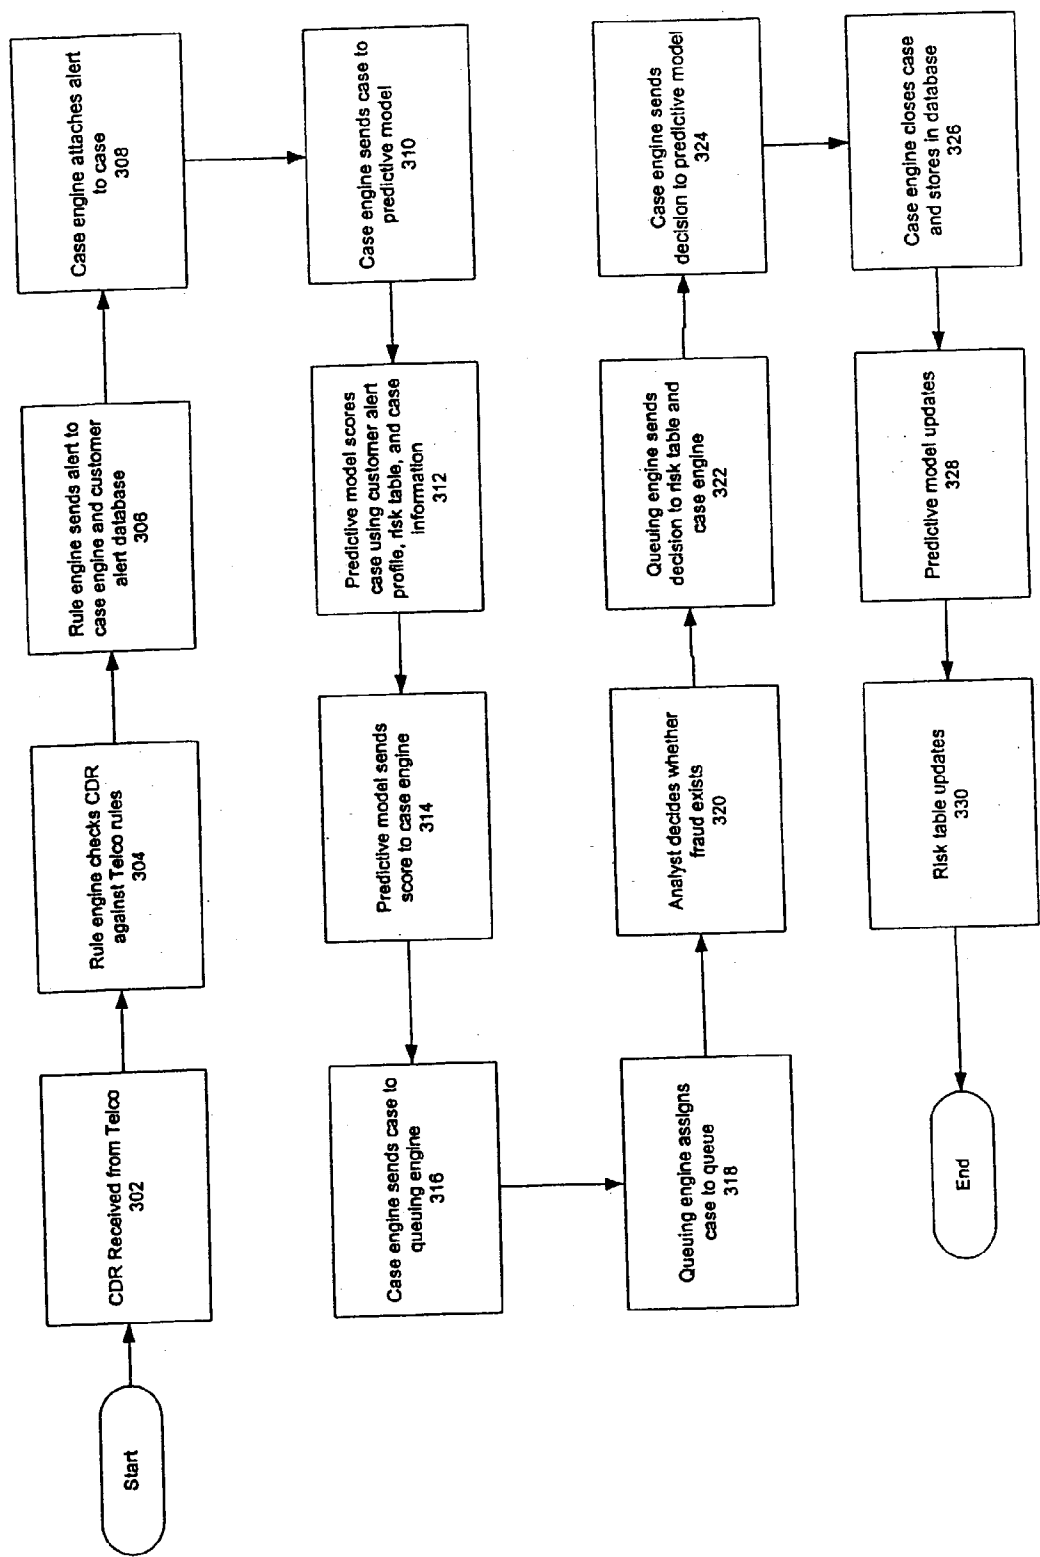 Start
CDR Received from Telco
302
Rule engine checks CDR
against Telco rules
304
Rule engine sends alert to
case engine and customer
alert database
306
Case engine attaches alert
to case
308
Case engine sends case to
predictive model
310
Predictive model scores
case using customer alert
profile, risk table, and case
information
312
Predictive model sends
score to case engine
314
Case engine sends case to
queuing engine
316
Queuing engine assigns
case to queue
318
Analyst decides whether
fraud exists
320
Queuing engine sends
decision to risk table and
case engine
322
Case engine sends
decision to predictive model
324
Case engine closes case
and stores in database
326
Predictive model updates
328
Risk table updates
330
End